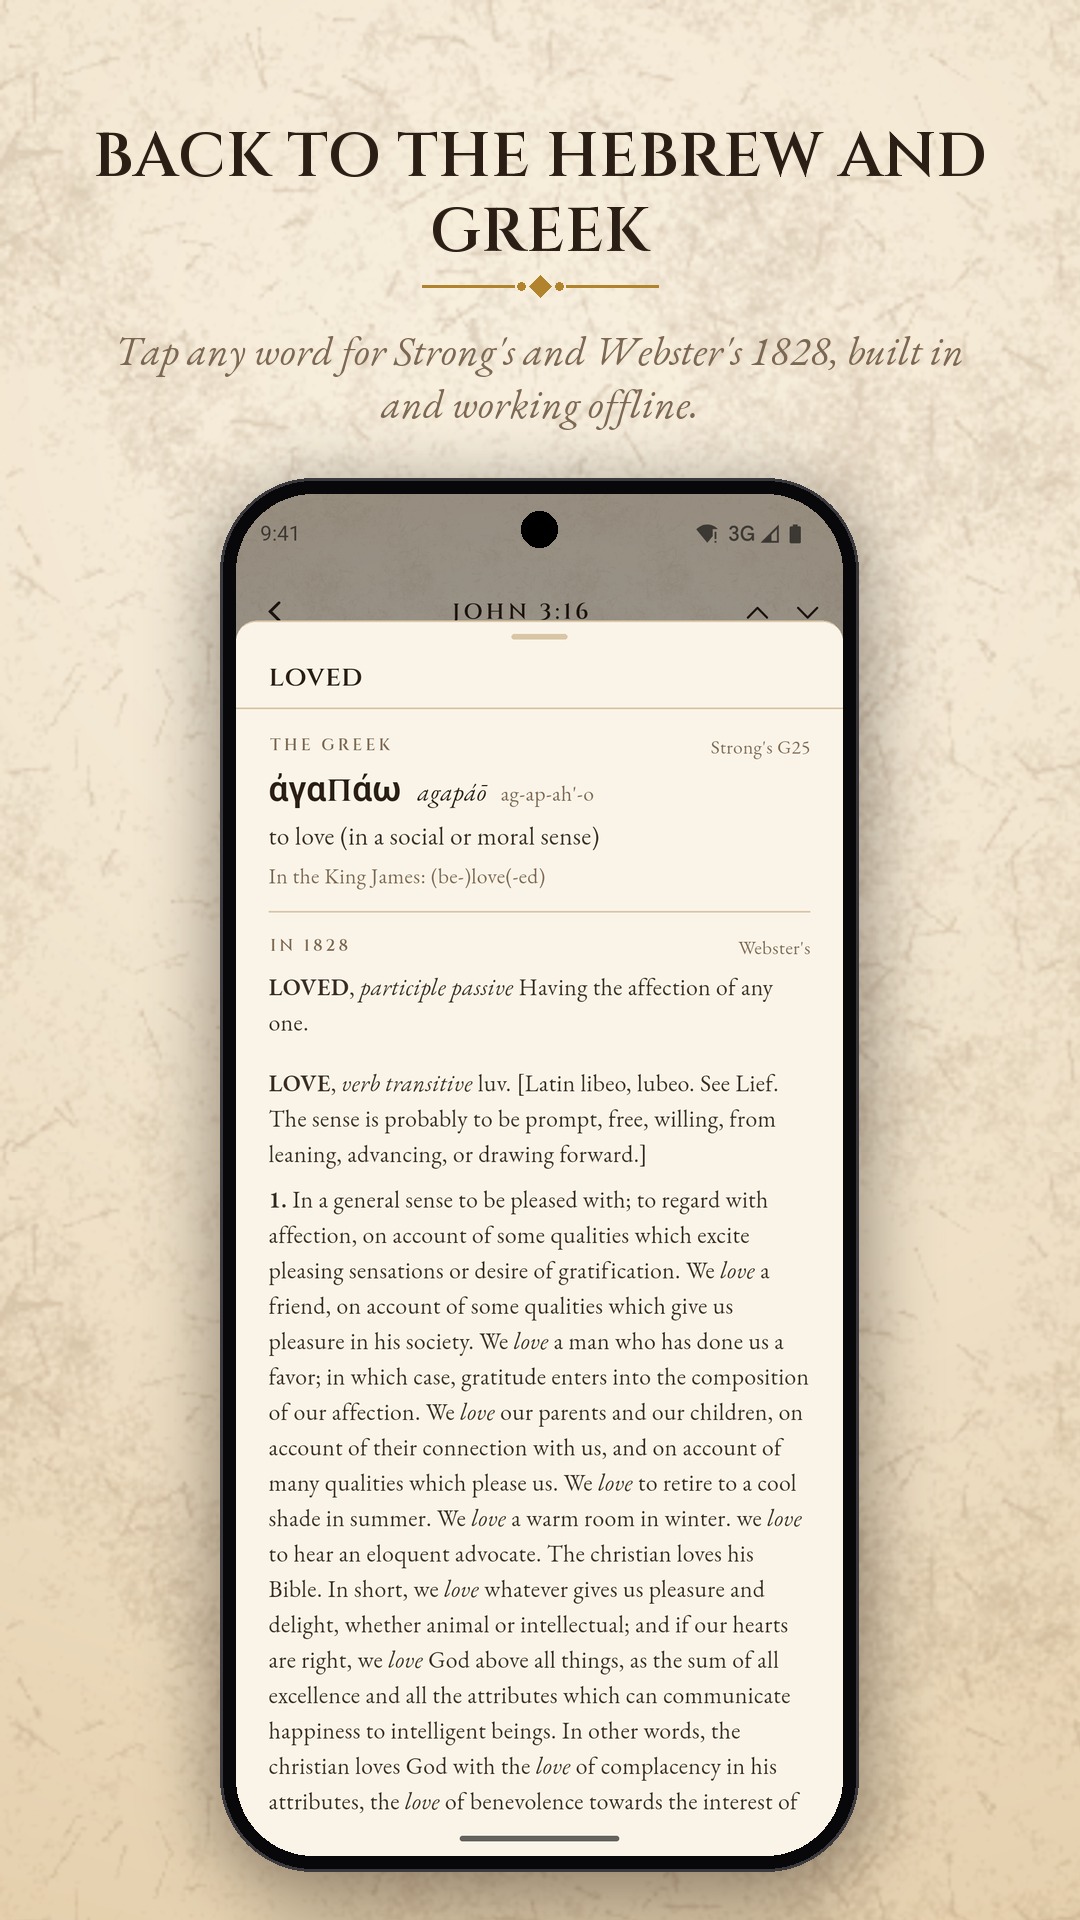 BACK TO THE HEBREW AND
GREEK
Tap any word for Strong's and Webster's 1828, built in
and working offline.
9:41
3G
JOHN 3:16
LOVED
THE GREEK
Strong's G25
ἀγαΠάω agapáō ag-ap-ah'-o
to love (in a social or moral sense)
In the King James: (be-)love(-ed)
IN 1828
Webster's
LOVED, participle passive Having the affection of any
one.
LOVE, verb transitive luv. [Latin libeo, lubeo. See Lief.
The sense is probably to be prompt, free, willing, from
leaning, advancing, or drawing forward.]
1. In a general sense to be pleased with; to regard with
affection, on account of some qualities which excite
pleasing sensations or desire of gratification. We love a
friend, on account of some qualities which give us
pleasure in his society. We love a man who has done us a
favor; in which case, gratitude enters into the composition
of our affection. We love our parents and our children, on
account of their connection with us, and on account of
many qualities which please us. We love to retire to a cool
shade in summer. We love a warm room in winter. we love
to hear an eloquent advocate. The christian loves his
Bible. In short, we love whatever gives us pleasure and
delight, whether animal or intellectual; and if our hearts
are right, we love God above all things, as the sum of all
excellence and all the attributes which can communicate
happiness to intelligent beings. In other words, the
christian loves God with the love of complacency in his
attributes, the love of benevolence towards the interest of